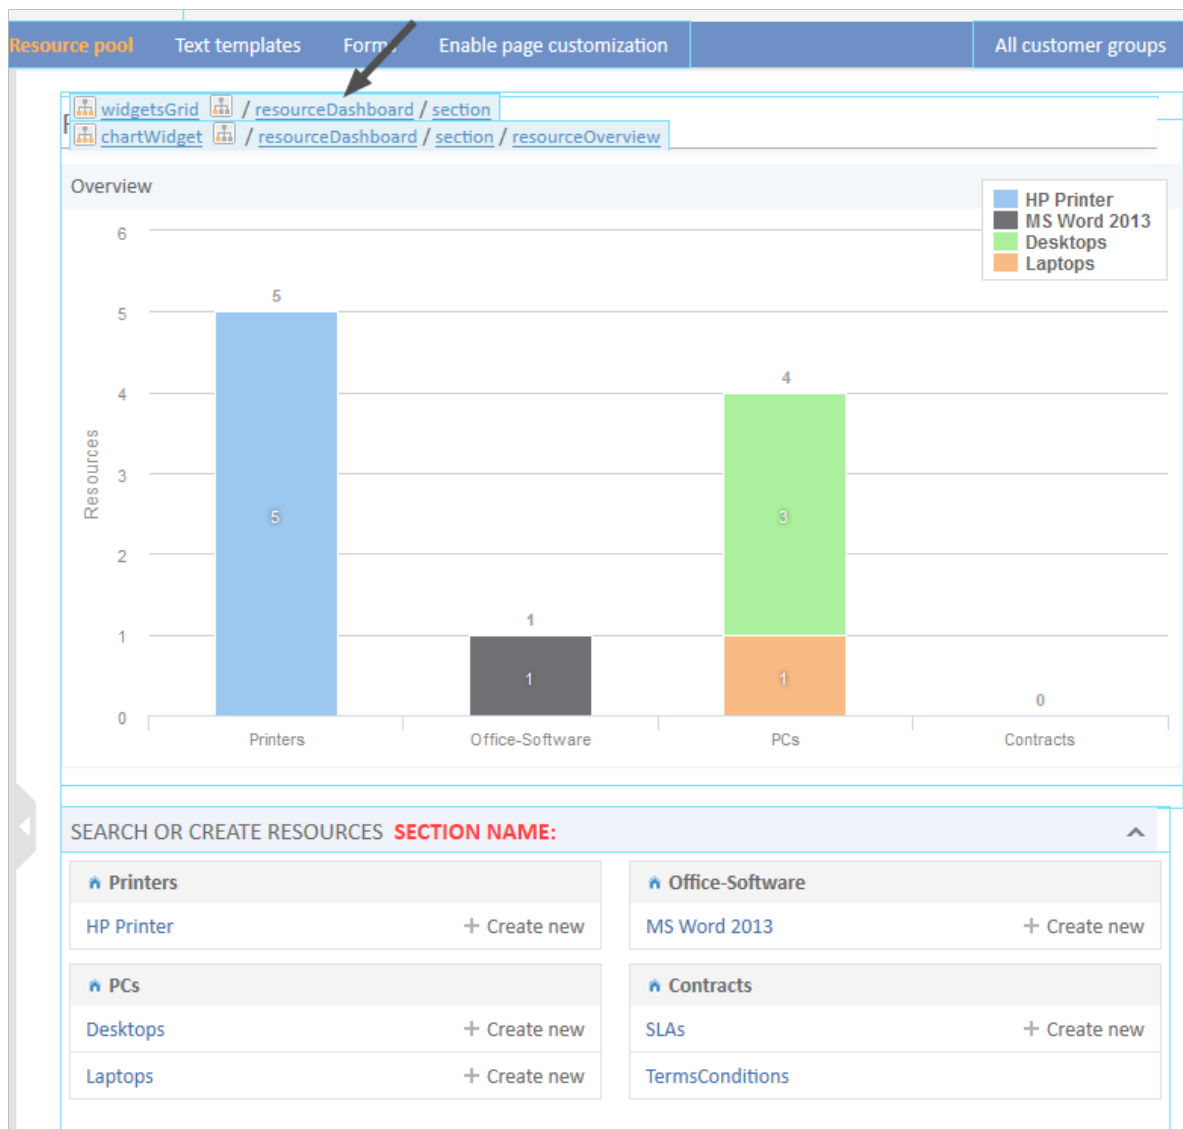 Resource pool Text templates Forms Enable page customization All customer groups
widgetsGrid / resourceDashboard / section
chartWidget / resourceDashboard / section / resourceOverview
Overview
HP Printer
MS Word 2013
Desktops
Laptops
6
5
5
4
4
Resources
3
5
3
2
1
1
1
1
0
0
Printers Office-Software PCs Contracts
SEARCH OR CREATE RESOURCES SECTION NAME:
Printers
HP Printer + Create new
Office-Software
MS Word 2013 + Create new
PCs
Desktops + Create new
Laptops + Create new
Contracts
SLAs + Create new
TermsConditions